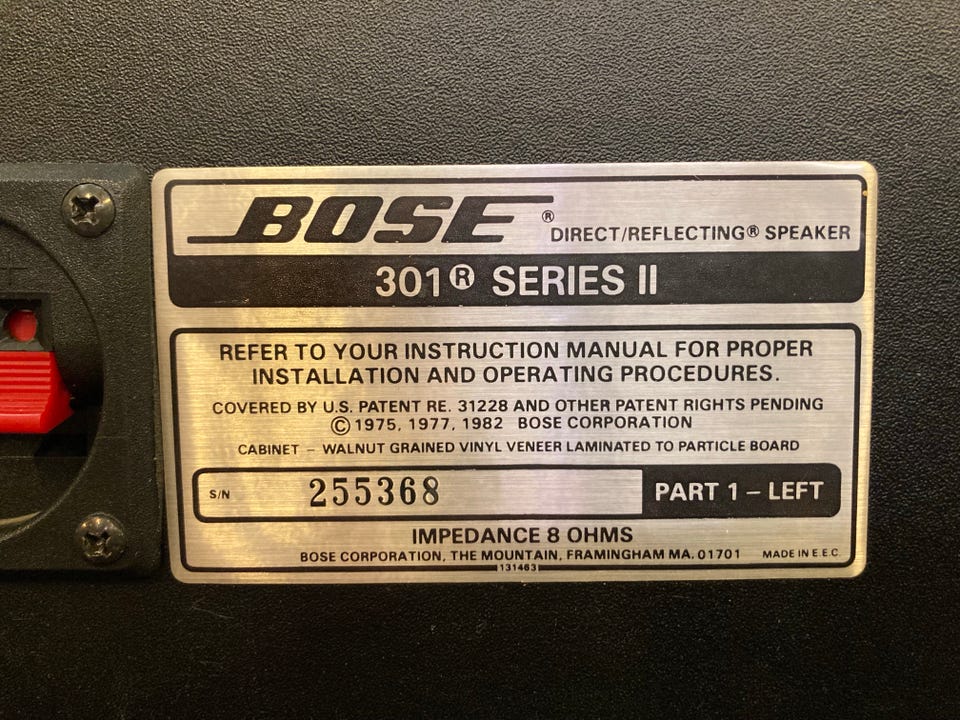 BOSE® DIRECT/REFLECTING® SPEAKER
301® SERIES II
REFER TO YOUR INSTRUCTION MANUAL FOR PROPER
INSTALLATION AND OPERATING PROCEDURES.
COVERED BY U.S. PATENT RE. 31228 AND OTHER PATENT RIGHTS PENDING
©1975, 1977, 1982 BOSE CORPORATION
CABINET – WALNUT GRAINED VINYL VENEER LAMINATED TO PARTICLE BOARD
S/N 255368 PART 1 – LEFT
IMPEDANCE 8 OHMS
BOSE CORPORATION, THE MOUNTAIN, FRAMINGHAM MA. 01701 MADE IN E.E.C.
131463